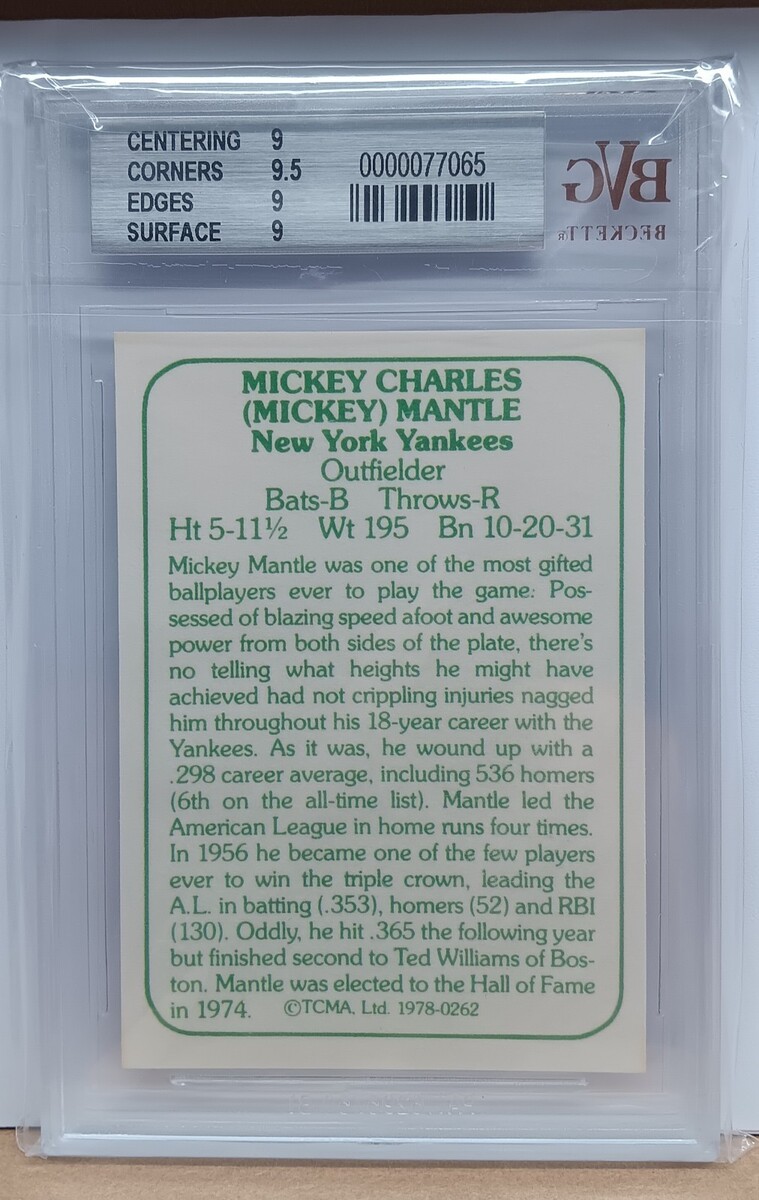 CENTERING 9
CORNERS 9.5
EDGES 9
SURFACE 9
0000077065
BVG
BECKETT®
MICKEY CHARLES
(MICKEY) MANTLE
New York Yankees
Outfielder
Bats-B Throws-R
Ht 5-11½ Wt 195 Bn 10-20-31
Mickey Mantle was one of the most gifted
ballplayers ever to play the game: Pos-
sessed of blazing speed afoot and awesome
power from both sides of the plate, there's
no telling what heights he might have
achieved had not crippling injuries nagged
him throughout his 18-year career with the
Yankees. As it was, he wound up with a
.298 career average, including 536 homers
(6th on the all-time list). Mantle led the
American League in home runs four times.
In 1956 he became one of the few players
ever to win the triple crown, leading the
A.L. in batting (.353), homers (52) and RBI
(130). Oddly, he hit .365 the following year
but finished second to Ted Williams of Bos-
ton. Mantle was elected to the Hall of Fame
in 1974. ©TCMA, Ltd. 1978-0262